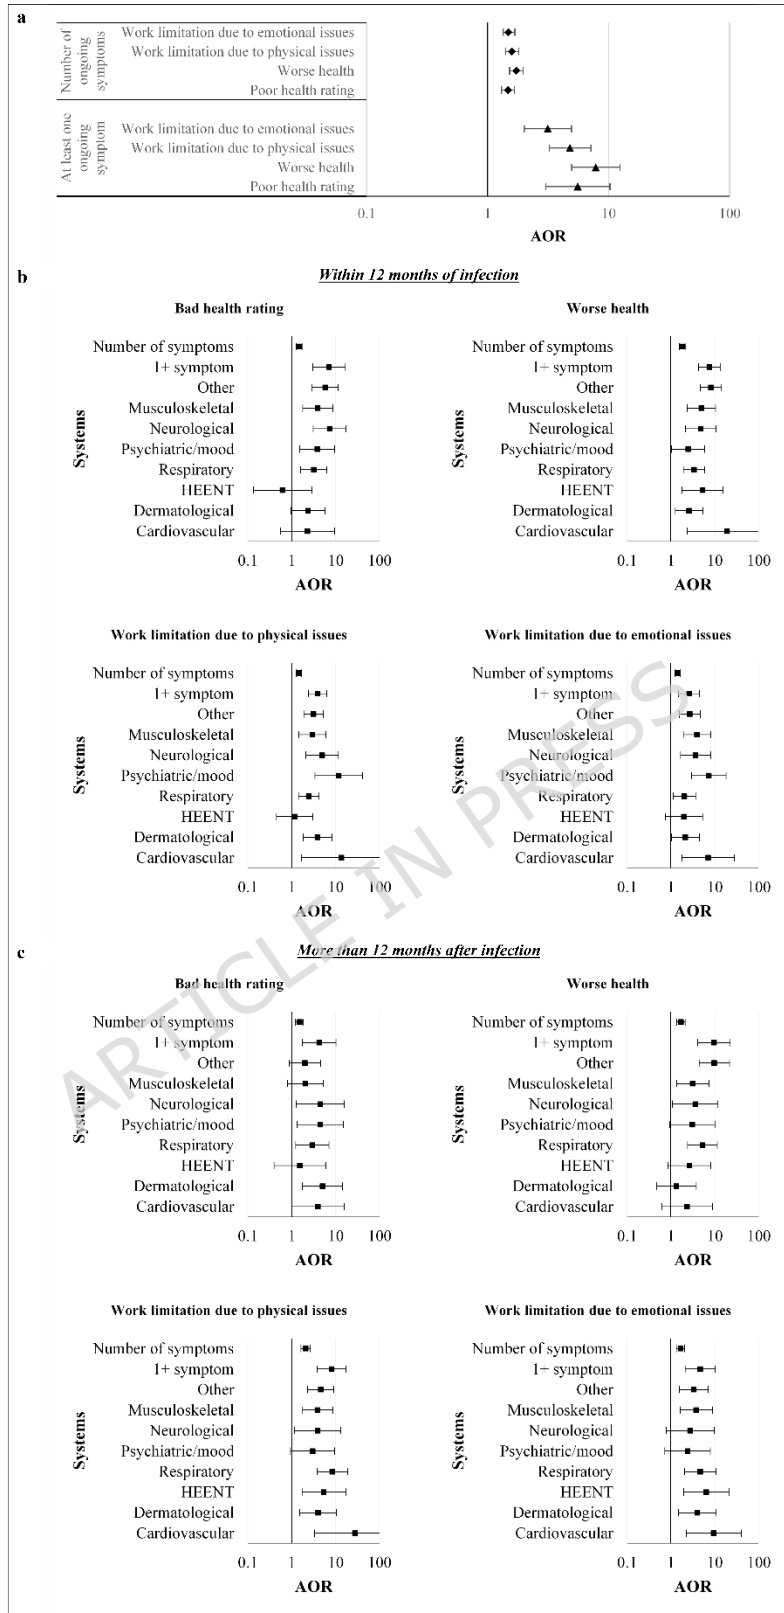 a
Number of
ongoing
symptoms
Work limitation due to emotional issues
Work limitation due to physical issues
Worse health
Poor health rating
At least one
ongoing
symptom
Work limitation due to emotional issues
Work limitation due to physical issues
Worse health
Poor health rating
0.1 1 10 100
AOR
b
Within 12 months of infection
Bad health rating
Systems
Number of symptoms
1+ symptom
Other
Musculoskeletal
Neurological
Psychiatric/mood
Respiratory
HEENT
Dermatological
Cardiovascular
0.1 1 10 100
AOR
Worse health
Systems
Number of symptoms
1+ symptom
Other
Musculoskeletal
Neurological
Psychiatric/mood
Respiratory
HEENT
Dermatological
Cardiovascular
0.1 1 10 100
AOR
Work limitation due to physical issues
Systems
Number of symptoms
1+ symptom
Other
Musculoskeletal
Neurological
Psychiatric/mood
Respiratory
HEENT
Dermatological
Cardiovascular
0.1 1 10 100
AOR
Work limitation due to emotional issues
Systems
Number of symptoms
1+ symptom
Other
Musculoskeletal
Neurological
Psychiatric/mood
Respiratory
HEENT
Dermatological
Cardiovascular
0.1 1 10 100
AOR
c
More than 12 months after infection
Bad health rating
Systems
Number of symptoms
1+ symptom
Other
Musculoskeletal
Neurological
Psychiatric/mood
Respiratory
HEENT
Dermatological
Cardiovascular
0.1 1 10 100
AOR
Worse health
Systems
Number of symptoms
1+ symptom
Other
Musculoskeletal
Neurological
Psychiatric/mood
Respiratory
HEENT
Dermatological
Cardiovascular
0.1 1 10 100
AOR
Work limitation due to physical issues
Systems
Number of symptoms
1+ symptom
Other
Musculoskeletal
Neurological
Psychiatric/mood
Respiratory
HEENT
Dermatological
Cardiovascular
0.1 1 10 100
AOR
Work limitation due to emotional issues
Systems
Number of symptoms
1+ symptom
Other
Musculoskeletal
Neurological
Psychiatric/mood
Respiratory
HEENT
Dermatological
Cardiovascular
0.1 1 10 100
AOR
ARTICLE IN PRESS